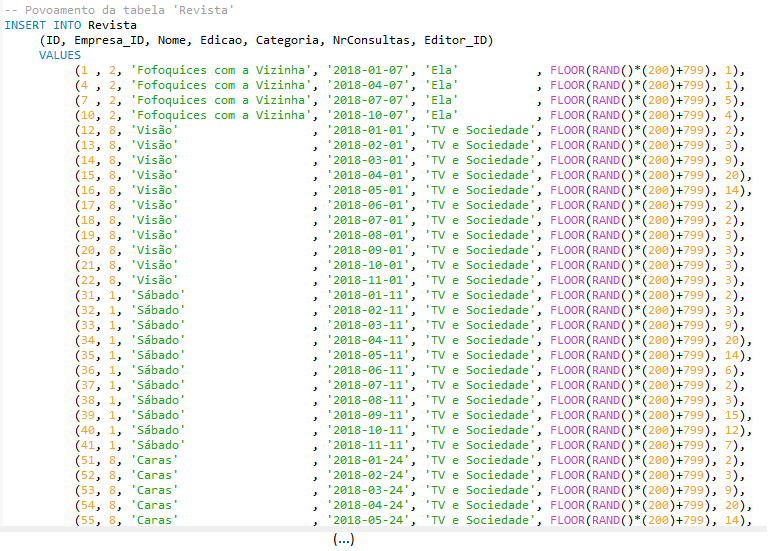 -- Povoamento da tabela 'Revista'
INSERT INTO Revista
(ID, Empresa_ID, Nome, Edicao, Categoria, NrConsultas, Editor_ID)
VALUES
(1 , 2, 'Fofoquices com a Vizinha', '2018-01-07', 'Ela' , FLOOR(RAND()*(200)+799), 1),
(4 , 2, 'Fofoquices com a Vizinha', '2018-04-07', 'Ela' , FLOOR(RAND()*(200)+799), 1),
(7 , 2, 'Fofoquices com a Vizinha', '2018-07-07', 'Ela' , FLOOR(RAND()*(200)+799), 5),
(10, 2, 'Fofoquices com a Vizinha', '2018-10-07', 'Ela' , FLOOR(RAND()*(200)+799), 4),
(12, 8, 'Visão' , '2018-01-01', 'TV e Sociedade', FLOOR(RAND()*(200)+799), 2),
(13, 8, 'Visão' , '2018-02-01', 'TV e Sociedade', FLOOR(RAND()*(200)+799), 3),
(14, 8, 'Visão' , '2018-03-01', 'TV e Sociedade', FLOOR(RAND()*(200)+799), 9),
(15, 8, 'Visão' , '2018-04-01', 'TV e Sociedade', FLOOR(RAND()*(200)+799), 20),
(16, 8, 'Visão' , '2018-05-01', 'TV e Sociedade', FLOOR(RAND()*(200)+799), 14),
(17, 8, 'Visão' , '2018-06-01', 'TV e Sociedade', FLOOR(RAND()*(200)+799), 2),
(18, 8, 'Visão' , '2018-07-01', 'TV e Sociedade', FLOOR(RAND()*(200)+799), 2),
(19, 8, 'Visão' , '2018-08-01', 'TV e Sociedade', FLOOR(RAND()*(200)+799), 3),
(20, 8, 'Visão' , '2018-09-01', 'TV e Sociedade', FLOOR(RAND()*(200)+799), 3),
(21, 8, 'Visão' , '2018-10-01', 'TV e Sociedade', FLOOR(RAND()*(200)+799), 3),
(22, 8, 'Visão' , '2018-11-01', 'TV e Sociedade', FLOOR(RAND()*(200)+799), 3),
(31, 1, 'Sábado' , '2018-01-11', 'TV e Sociedade', FLOOR(RAND()*(200)+799), 2),
(32, 1, 'Sábado' , '2018-02-11', 'TV e Sociedade', FLOOR(RAND()*(200)+799), 3),
(33, 1, 'Sábado' , '2018-03-11', 'TV e Sociedade', FLOOR(RAND()*(200)+799), 9),
(34, 1, 'Sábado' , '2018-04-11', 'TV e Sociedade', FLOOR(RAND()*(200)+799), 20),
(35, 1, 'Sábado' , '2018-05-11', 'TV e Sociedade', FLOOR(RAND()*(200)+799), 14),
(36, 1, 'Sábado' , '2018-06-11', 'TV e Sociedade', FLOOR(RAND()*(200)+799), 6),
(37, 1, 'Sábado' , '2018-07-11', 'TV e Sociedade', FLOOR(RAND()*(200)+799), 2),
(38, 1, 'Sábado' , '2018-08-11', 'TV e Sociedade', FLOOR(RAND()*(200)+799), 3),
(39, 1, 'Sábado' , '2018-09-11', 'TV e Sociedade', FLOOR(RAND()*(200)+799), 15),
(40, 1, 'Sábado' , '2018-10-11', 'TV e Sociedade', FLOOR(RAND()*(200)+799), 12),
(41, 1, 'Sábado' , '2018-11-11', 'TV e Sociedade', FLOOR(RAND()*(200)+799), 7),
(51, 8, 'Caras' , '2018-01-24', 'TV e Sociedade', FLOOR(RAND()*(200)+799), 2),
(52, 8, 'Caras' , '2018-02-24', 'TV e Sociedade', FLOOR(RAND()*(200)+799), 3),
(53, 8, 'Caras' , '2018-03-24', 'TV e Sociedade', FLOOR(RAND()*(200)+799), 9),
(54, 8, 'Caras' , '2018-04-24', 'TV e Sociedade', FLOOR(RAND()*(200)+799), 20),
(55, 8, 'Caras' , '2018-05-24', 'TV e Sociedade', FLOOR(RAND()*(200)+799), 14),
(...)